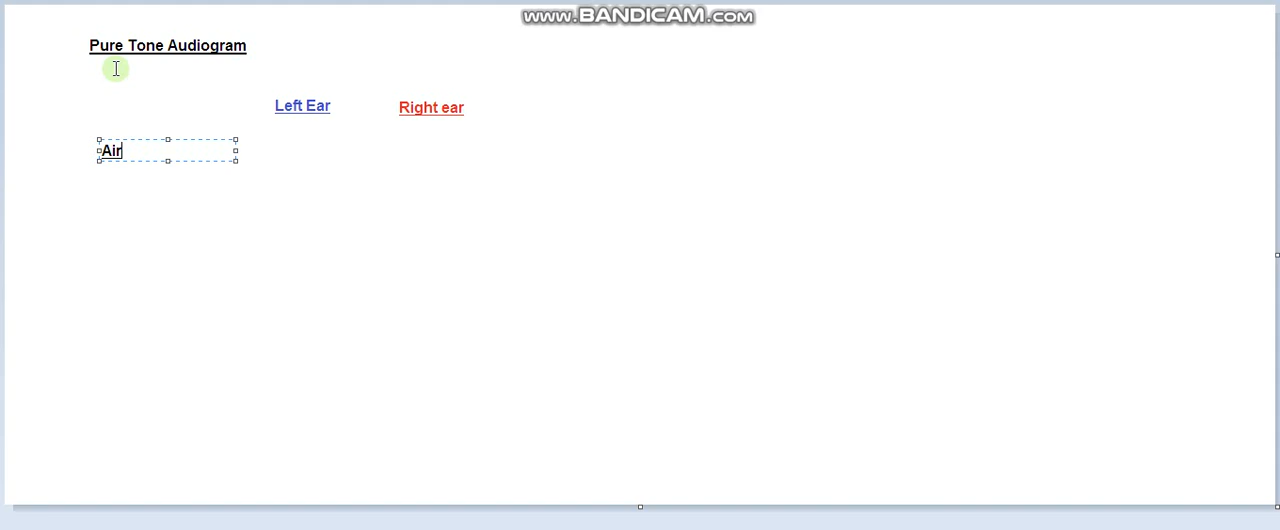 www.BANDICAM.com
Pure Tone Audiogram
Left Ear
Right ear
Air